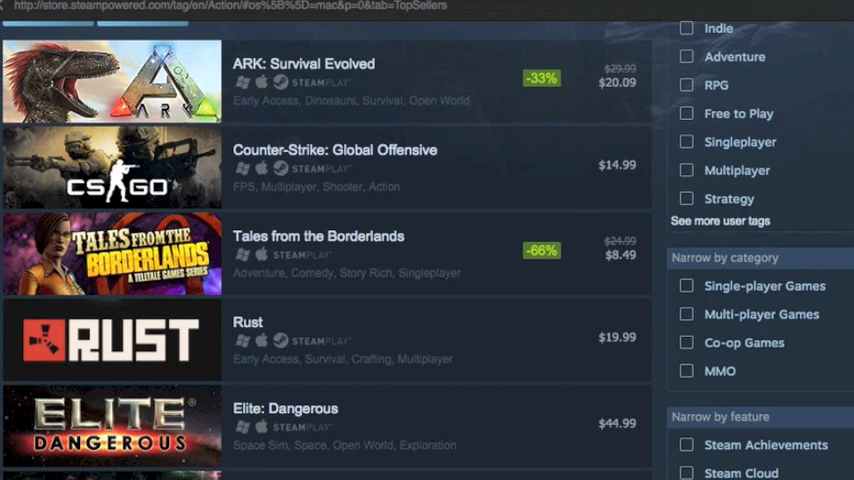 http://store.steampowered.com/tag/en/Action/#os%5B%5D=mac&p=0&tab=TopSellers
ARK
ARK: Survival Evolved
STEAMPLAY
Early Access, Dinosaurs, Survival, Open World
-33%
$29.99
$20.09
CS GO
Counter-Strike: Global Offensive
STEAMPLAY
FPS, Multiplayer, Shooter, Action
$14.99
TALES FROM THE
BORDERLANDS
A TELLTALE GAMES SERIES
Tales from the Borderlands
STEAMPLAY
Adventure, Comedy, Story Rich, Singleplayer
-66%
$24.99
$8.49
RUST
Rust
STEAMPLAY
Early Access, Survival, Crafting, Multiplayer
$19.99
ELITE
DANGEROUS
Elite: Dangerous
STEAMPLAY
Space Sim, Space, Open World, Exploration
$44.99
Indie
Adventure
RPG
Free to Play
Singleplayer
Multiplayer
Strategy
See more user tags
Narrow by category
Single-player Games
Multi-player Games
Co-op Games
MMO
Narrow by feature
Steam Achievements
Steam Cloud